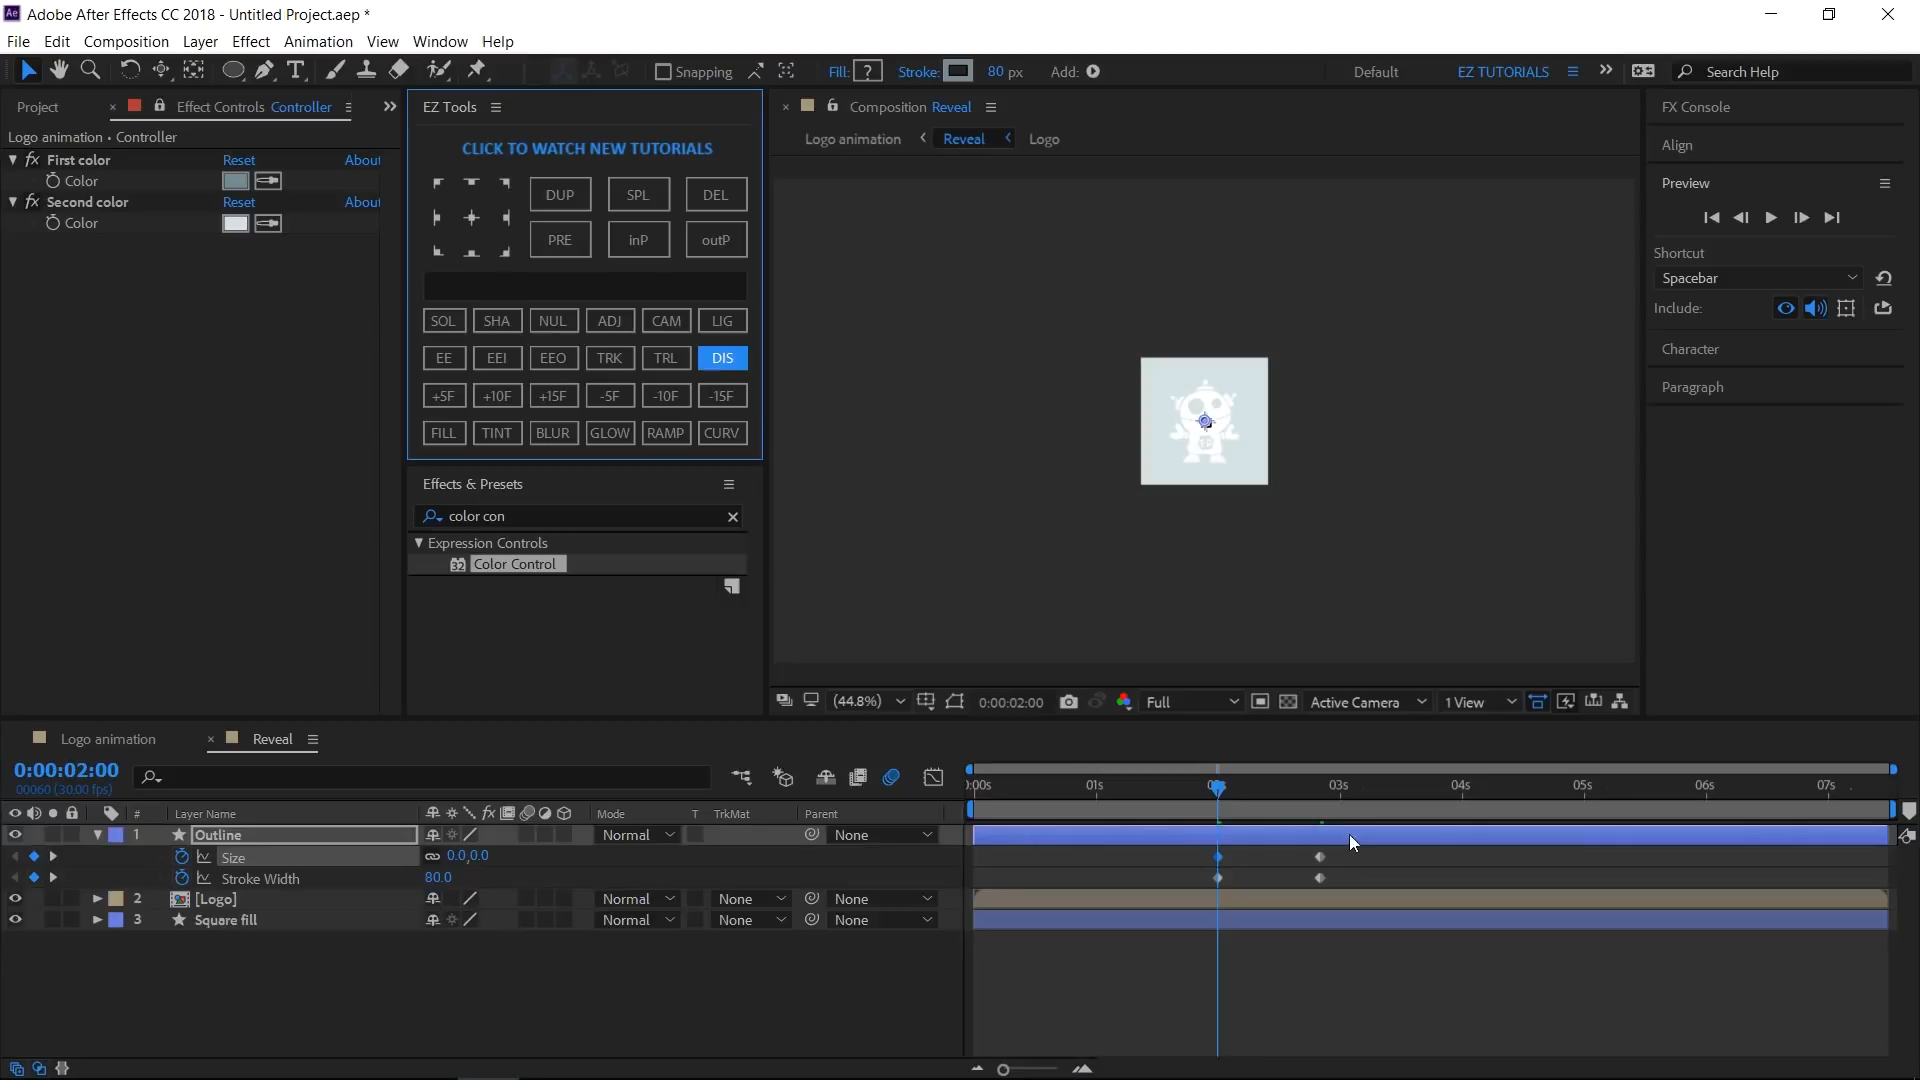 Ae Adobe After Effects CC 2018 - Untitled Project.aep *
File Edit Composition Layer Effect Animation View Window Help
T Snapping Fill: ? Stroke: 80 px Add: Default EZ TUTORIALS Search Help
Project × Effect Controls Controller EZ Tools × Composition Reveal FX Console
Logo animation • Controller
Logo animation Reveal Logo
CLICK TO WATCH NEW TUTORIALS
Align
fx First color Reset About
Color
fx Second color Reset About
Color
DUP SPL DEL
PRE inP outP
Preview
Shortcut
Spacebar
Include:
SOL SHA NUL ADJ CAM LIG
EE EEI EEO TRK TRL DIS
+5F +10F +15F -5F -10F -15F
FILL TINT BLUR GLOW RAMP CURV
Character
Paragraph
Effects & Presets
color con ×
Expression Controls
32 Color Control
(44.8%) 0:00:02:00 Full Active Camera 1 View
Logo animation × Reveal
0:00:02:00
00060 (30.00 fps)
):00s 01s 02s 03s 04s 05s 06s 07s
# Layer Name fx Mode T TrkMat Parent
1 Outline Normal None
Size 0.0,0.0
Stroke Width 80.0
2 [Logo] Normal None None
3 Square fill Normal None None